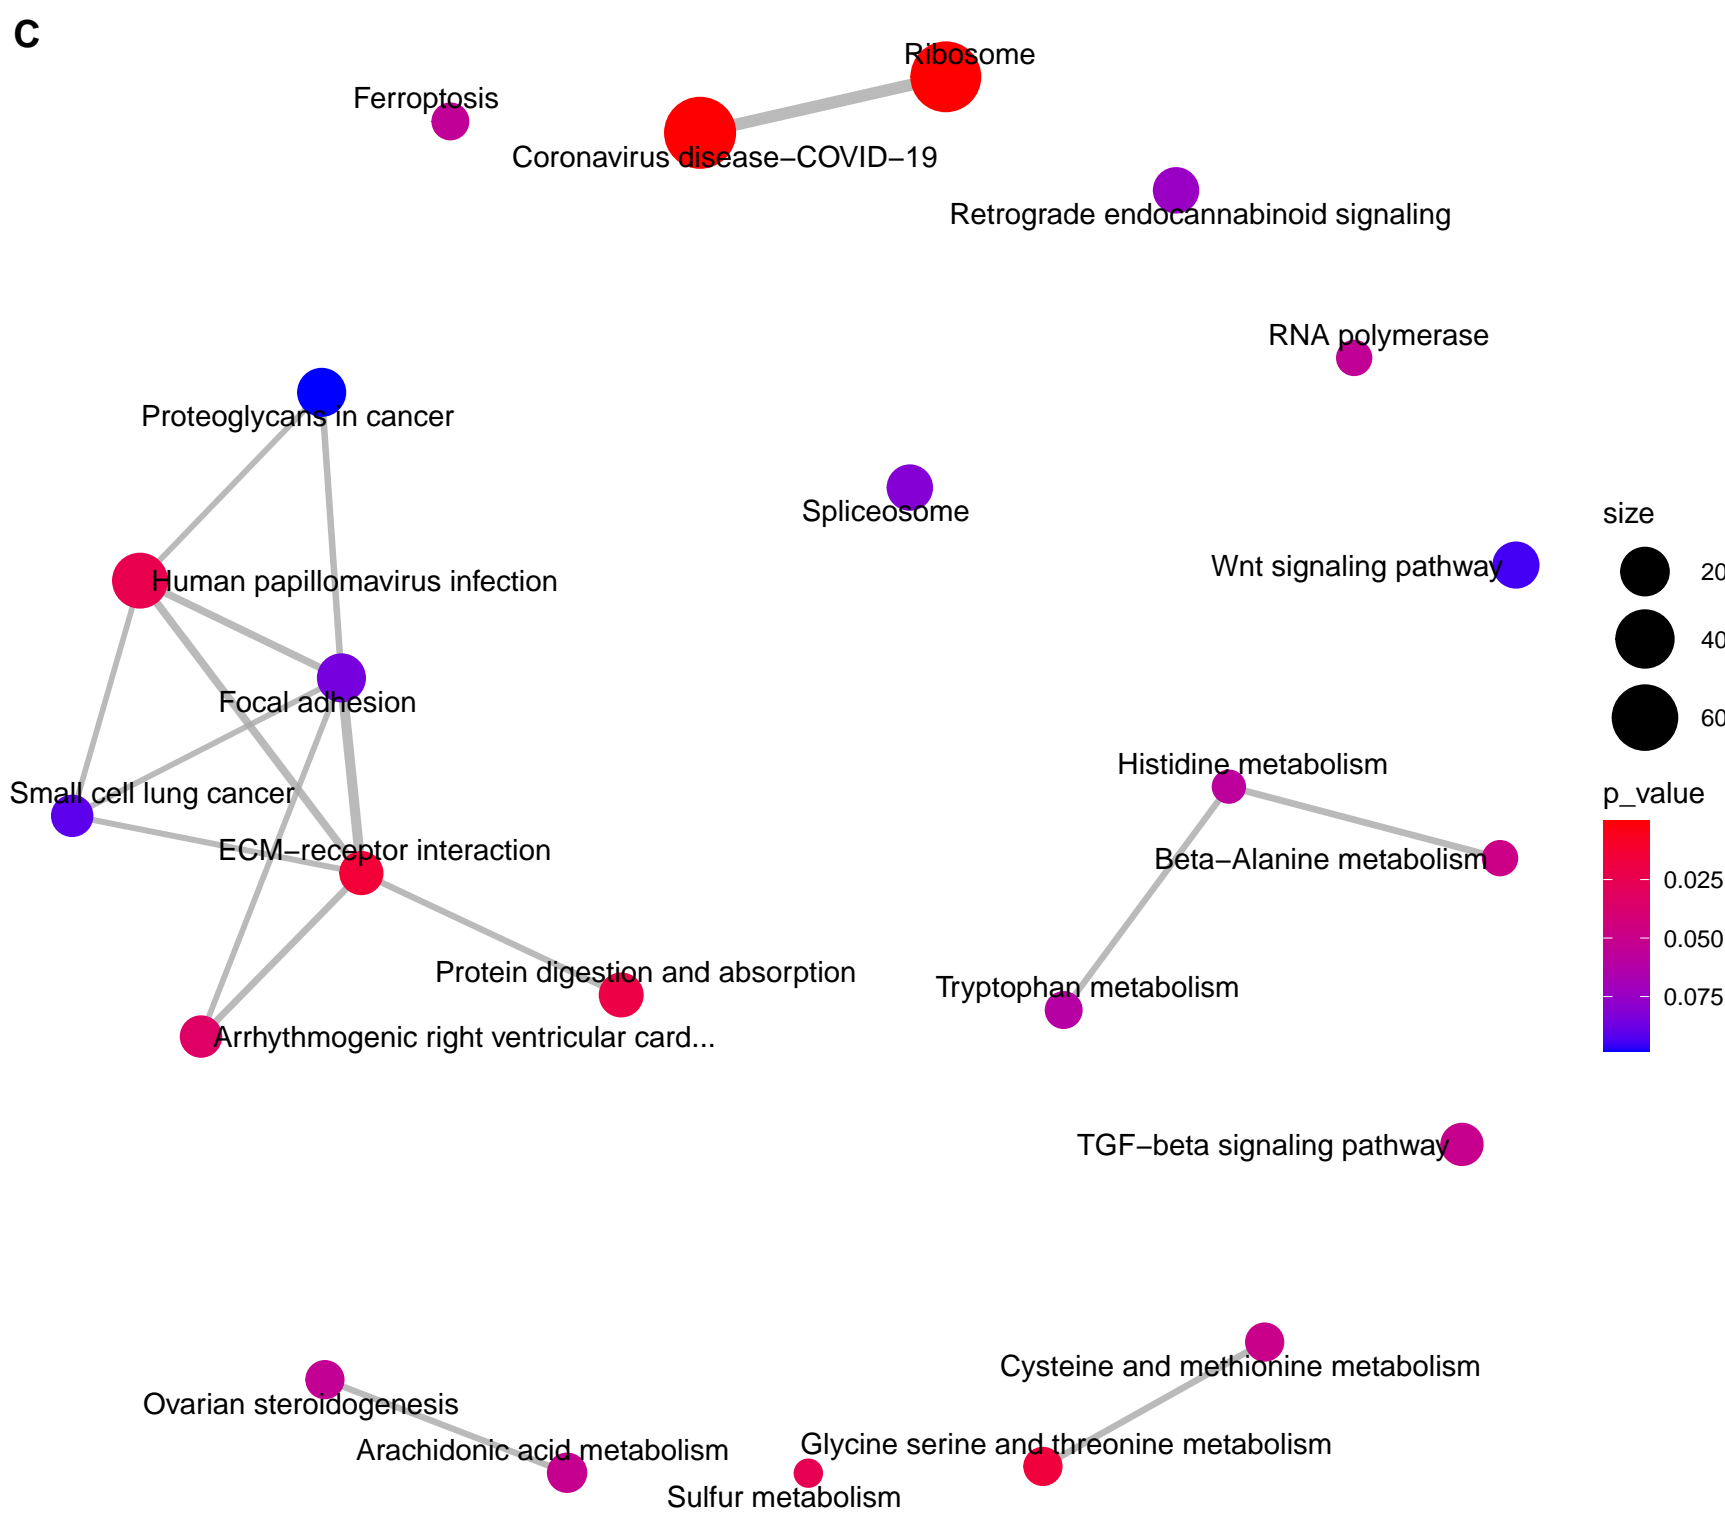 C
Ribosome
Ferroptosis
Coronavirus disease−COVID−19
Retrograde endocannabinoid signaling
RNA polymerase
Proteoglycans in cancer
Spliceosome
Wnt signaling pathway
Human papillomavirus infection
Focal adhesion
Histidine metabolism
Small cell lung cancer
ECM−receptor interaction
Beta−Alanine metabolism
Protein digestion and absorption
Tryptophan metabolism
Arrhythmogenic right ventricular card...
TGF−beta signaling pathway
Cysteine and methionine metabolism
Ovarian steroidogenesis
Arachidonic acid metabolism
Glycine serine and threonine metabolism
Sulfur metabolism
size
20
40
60
p_value
0.025
0.050
0.075